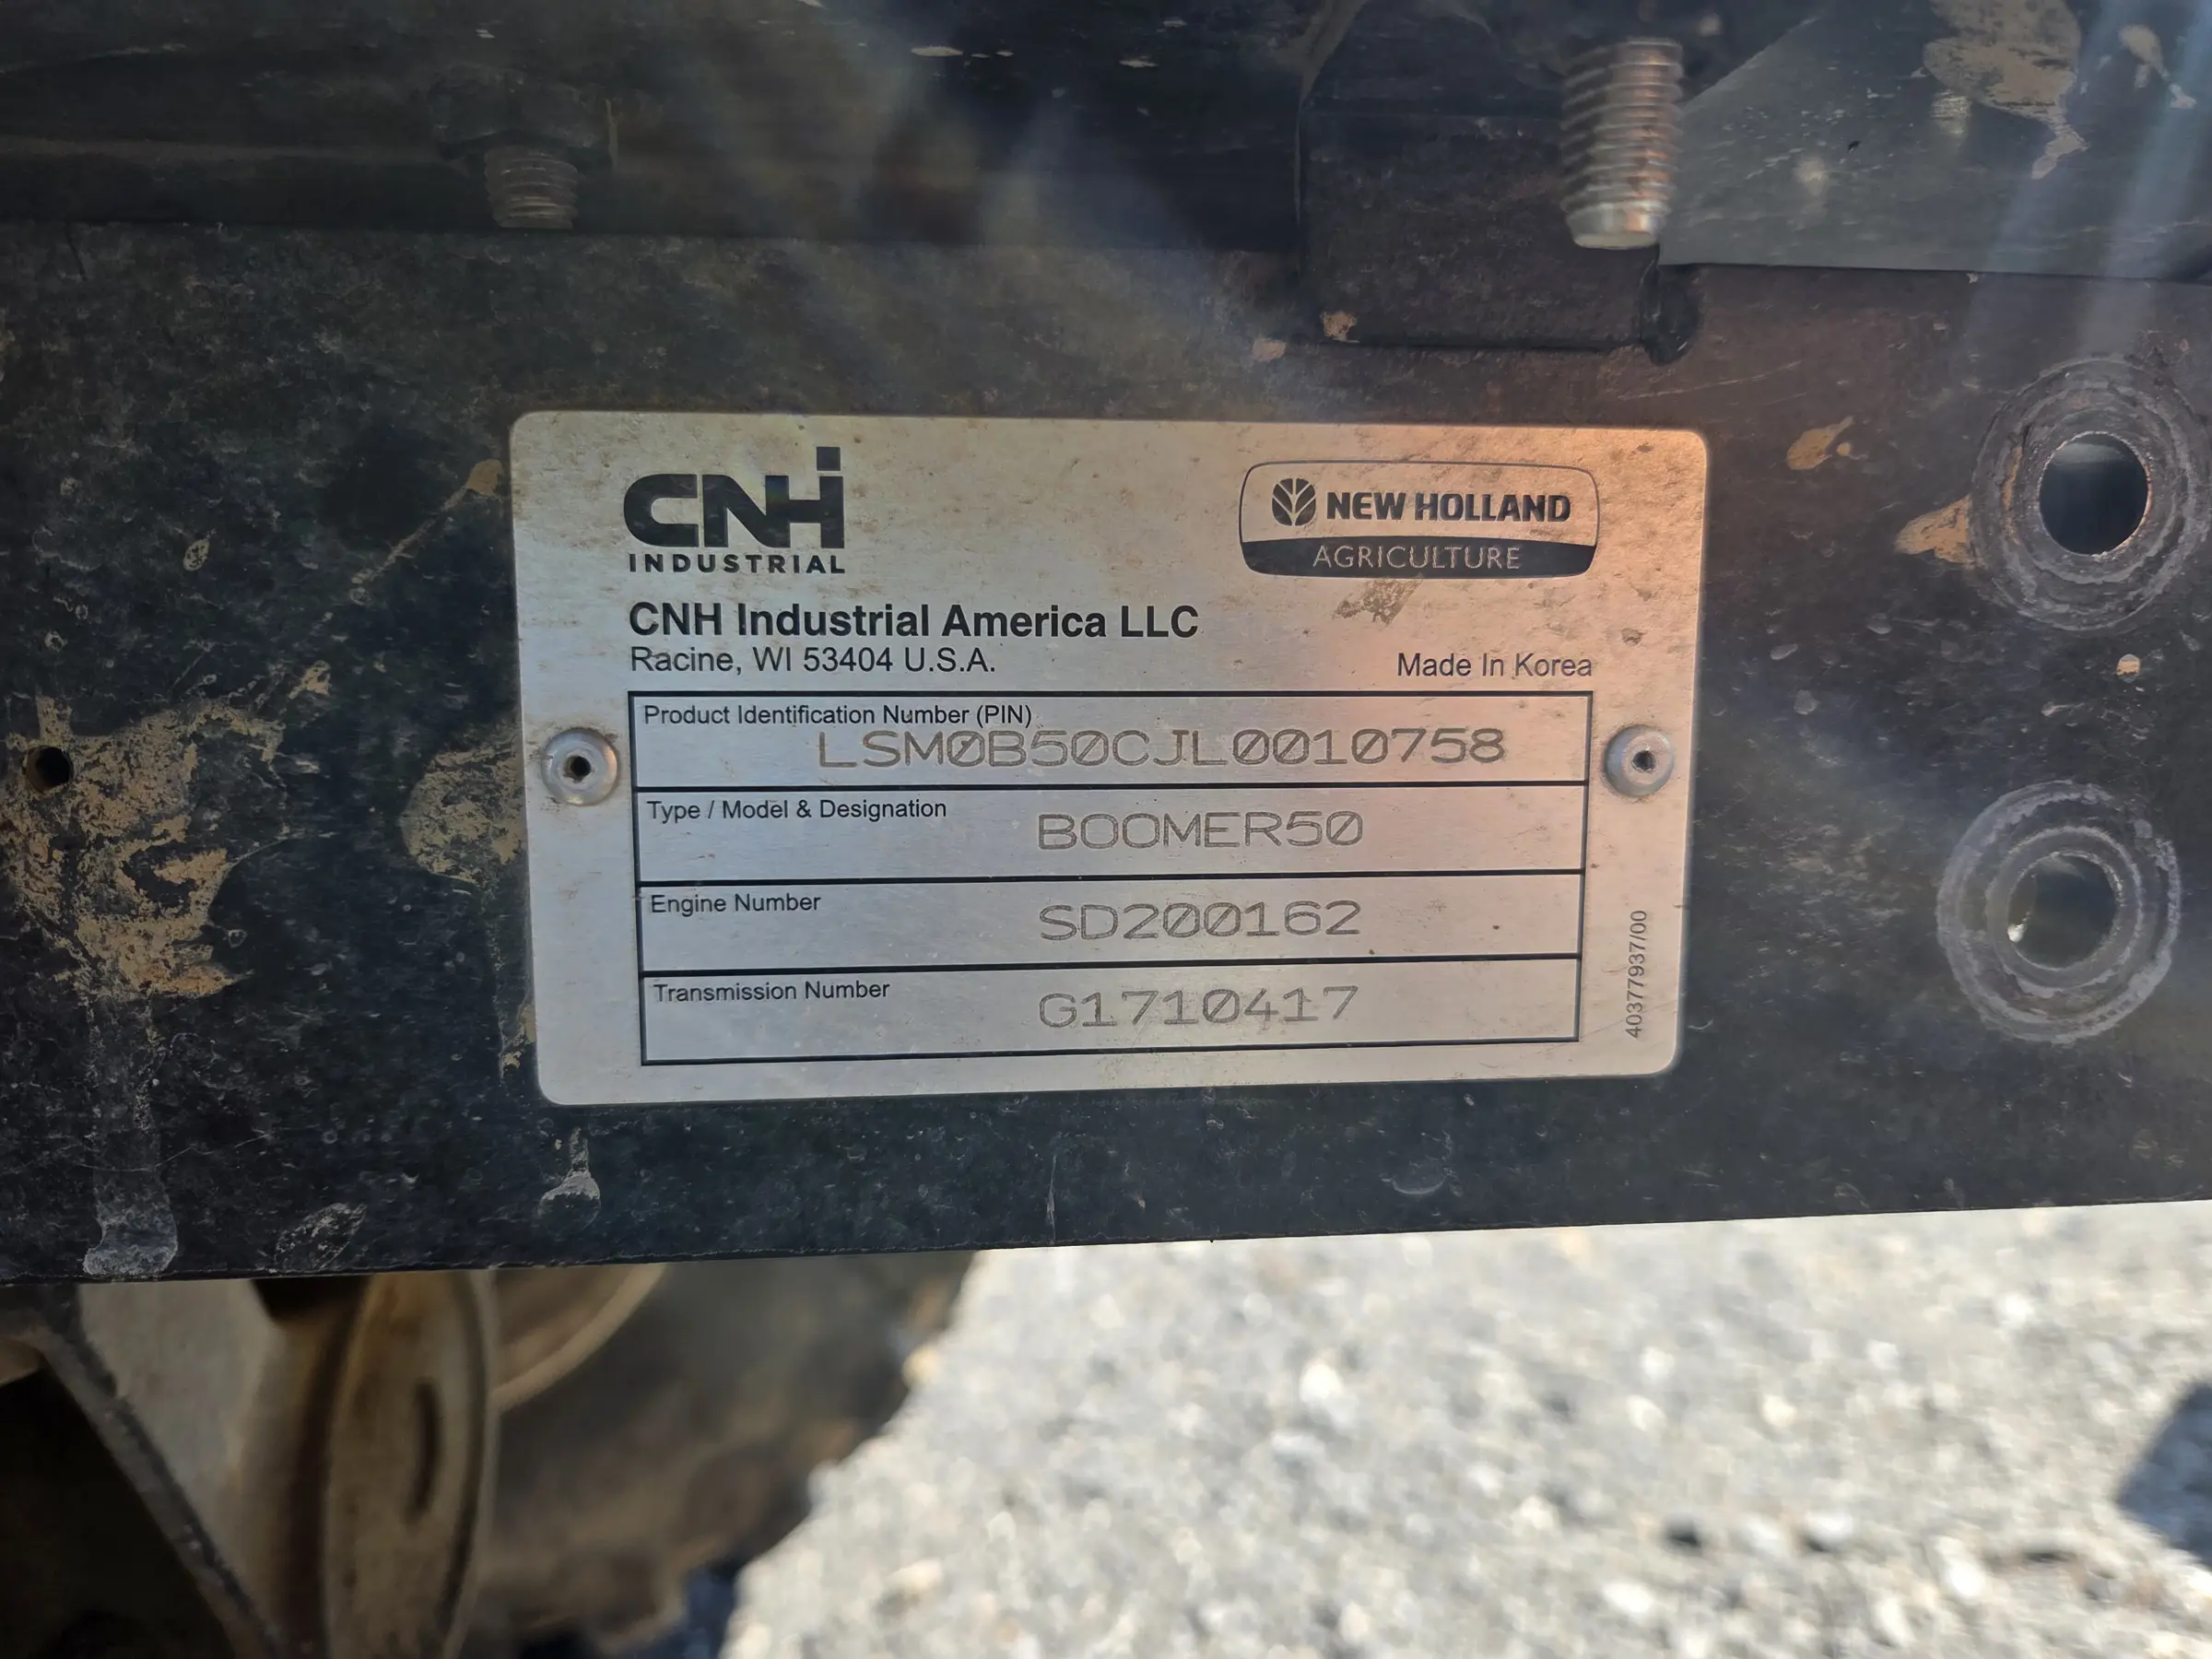 CNH
INDUSTRIAL
NEW HOLLAND
AGRICULTURE
CNH Industrial America LLC
Racine, WI 53404 U.S.A.
Made In Korea
Product Identification Number (PIN)
LSM0B50CJL0010758
Type / Model & Designation
BOOMER50
Engine Number
SD200162
Transmission Number
G1710417
40377937/00